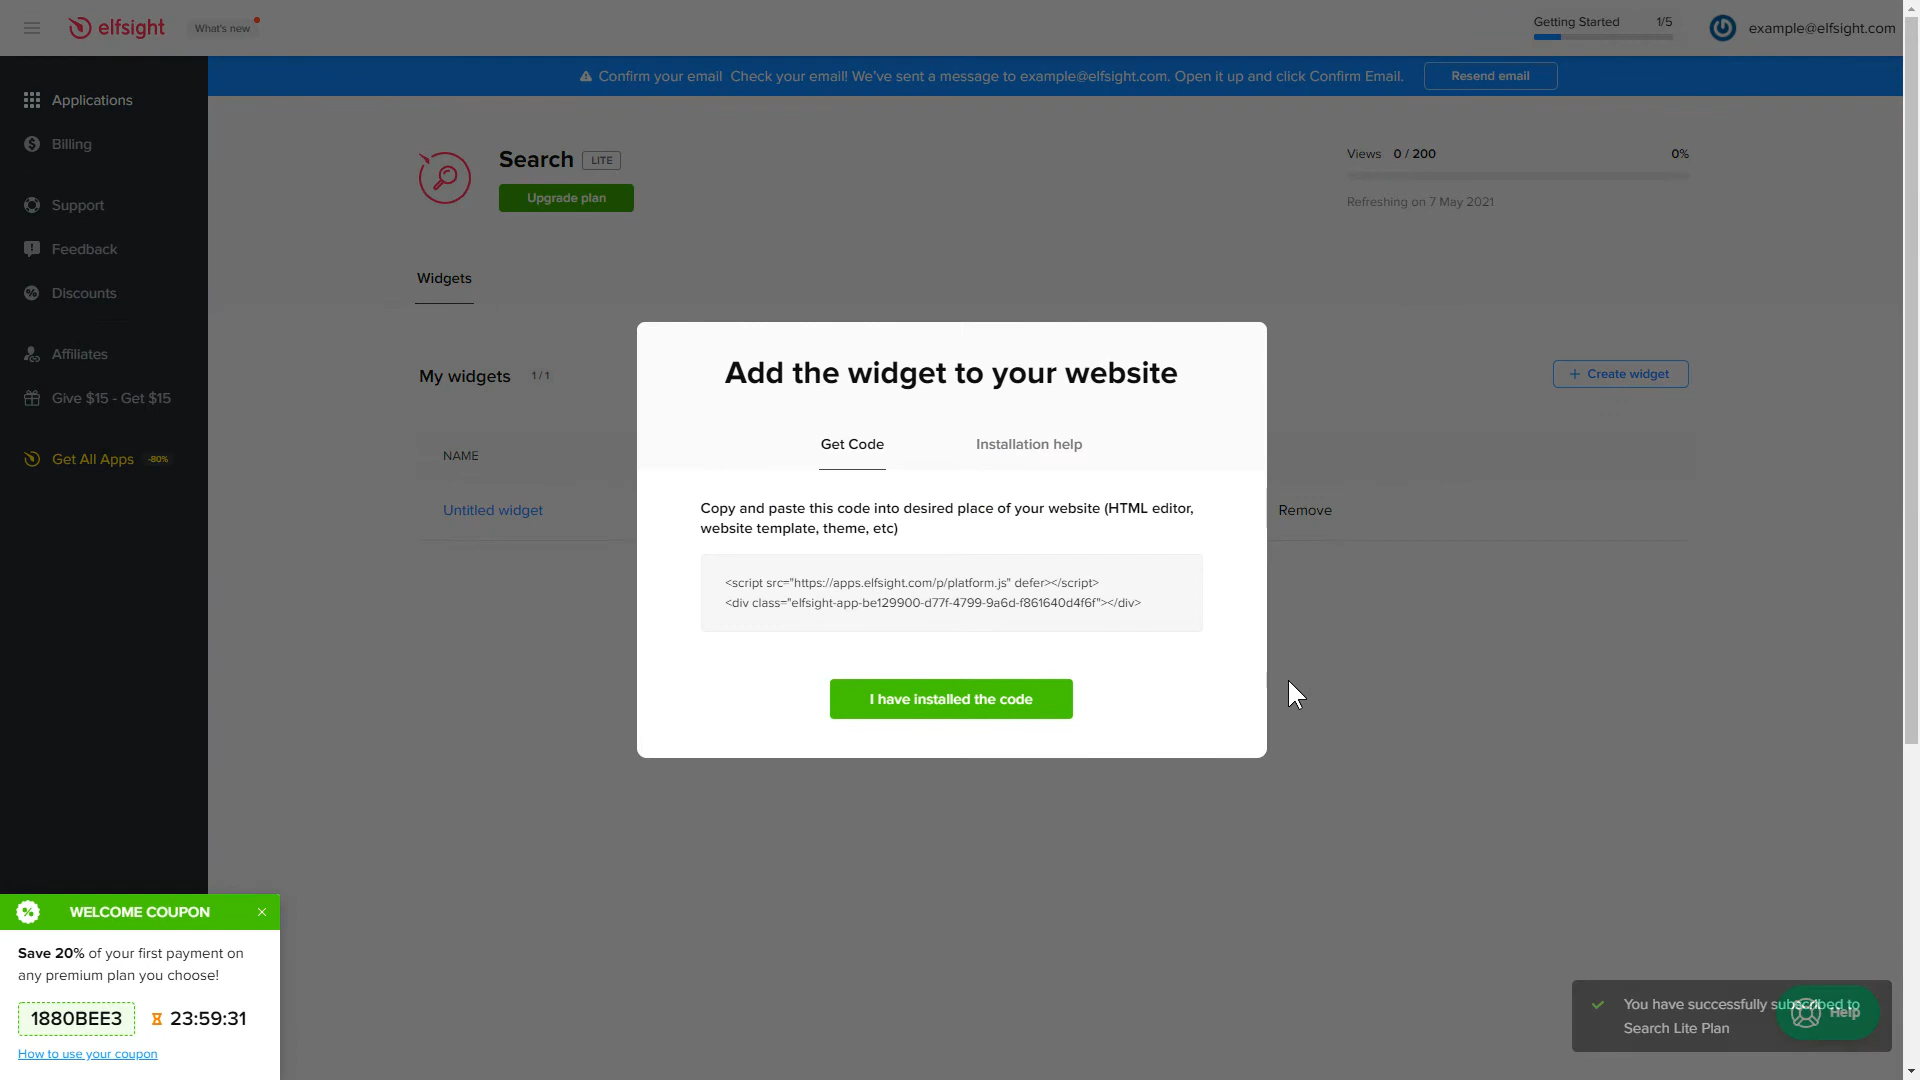 elfsight
What's new
Getting Started 1/5
example@elfsight.com
Confirm your email Check your email! We've sent a message to example@elfsight.com. Open it up and click Confirm Email.
Resend email
Applications
Billing
Support
Feedback
Discounts
Affiliates
Give $15 - Get $15
Get All Apps -80%
Search LITE
Upgrade plan
Views 0 / 200 0%
Refreshing on 7 May 2021
Widgets
My widgets 1 / 1
+ Create widget
NAME
Untitled widget
Remove
Add the widget to your website
Get Code Installation help
Copy and paste this code into desired place of your website (HTML editor,
website template, theme, etc)
<script src="https://apps.elfsight.com/p/platform.js" defer></script>
<div class="elfsight-app-be129900-d77f-4799-9a6d-f861640d4f6f"></div>
I have installed the code
WELCOME COUPON
Save 20% of your first payment on
any premium plan you choose!
1880BEE3 23:59:31
How to use your coupon
You have successfully subscribed to
Search Lite Plan
Help